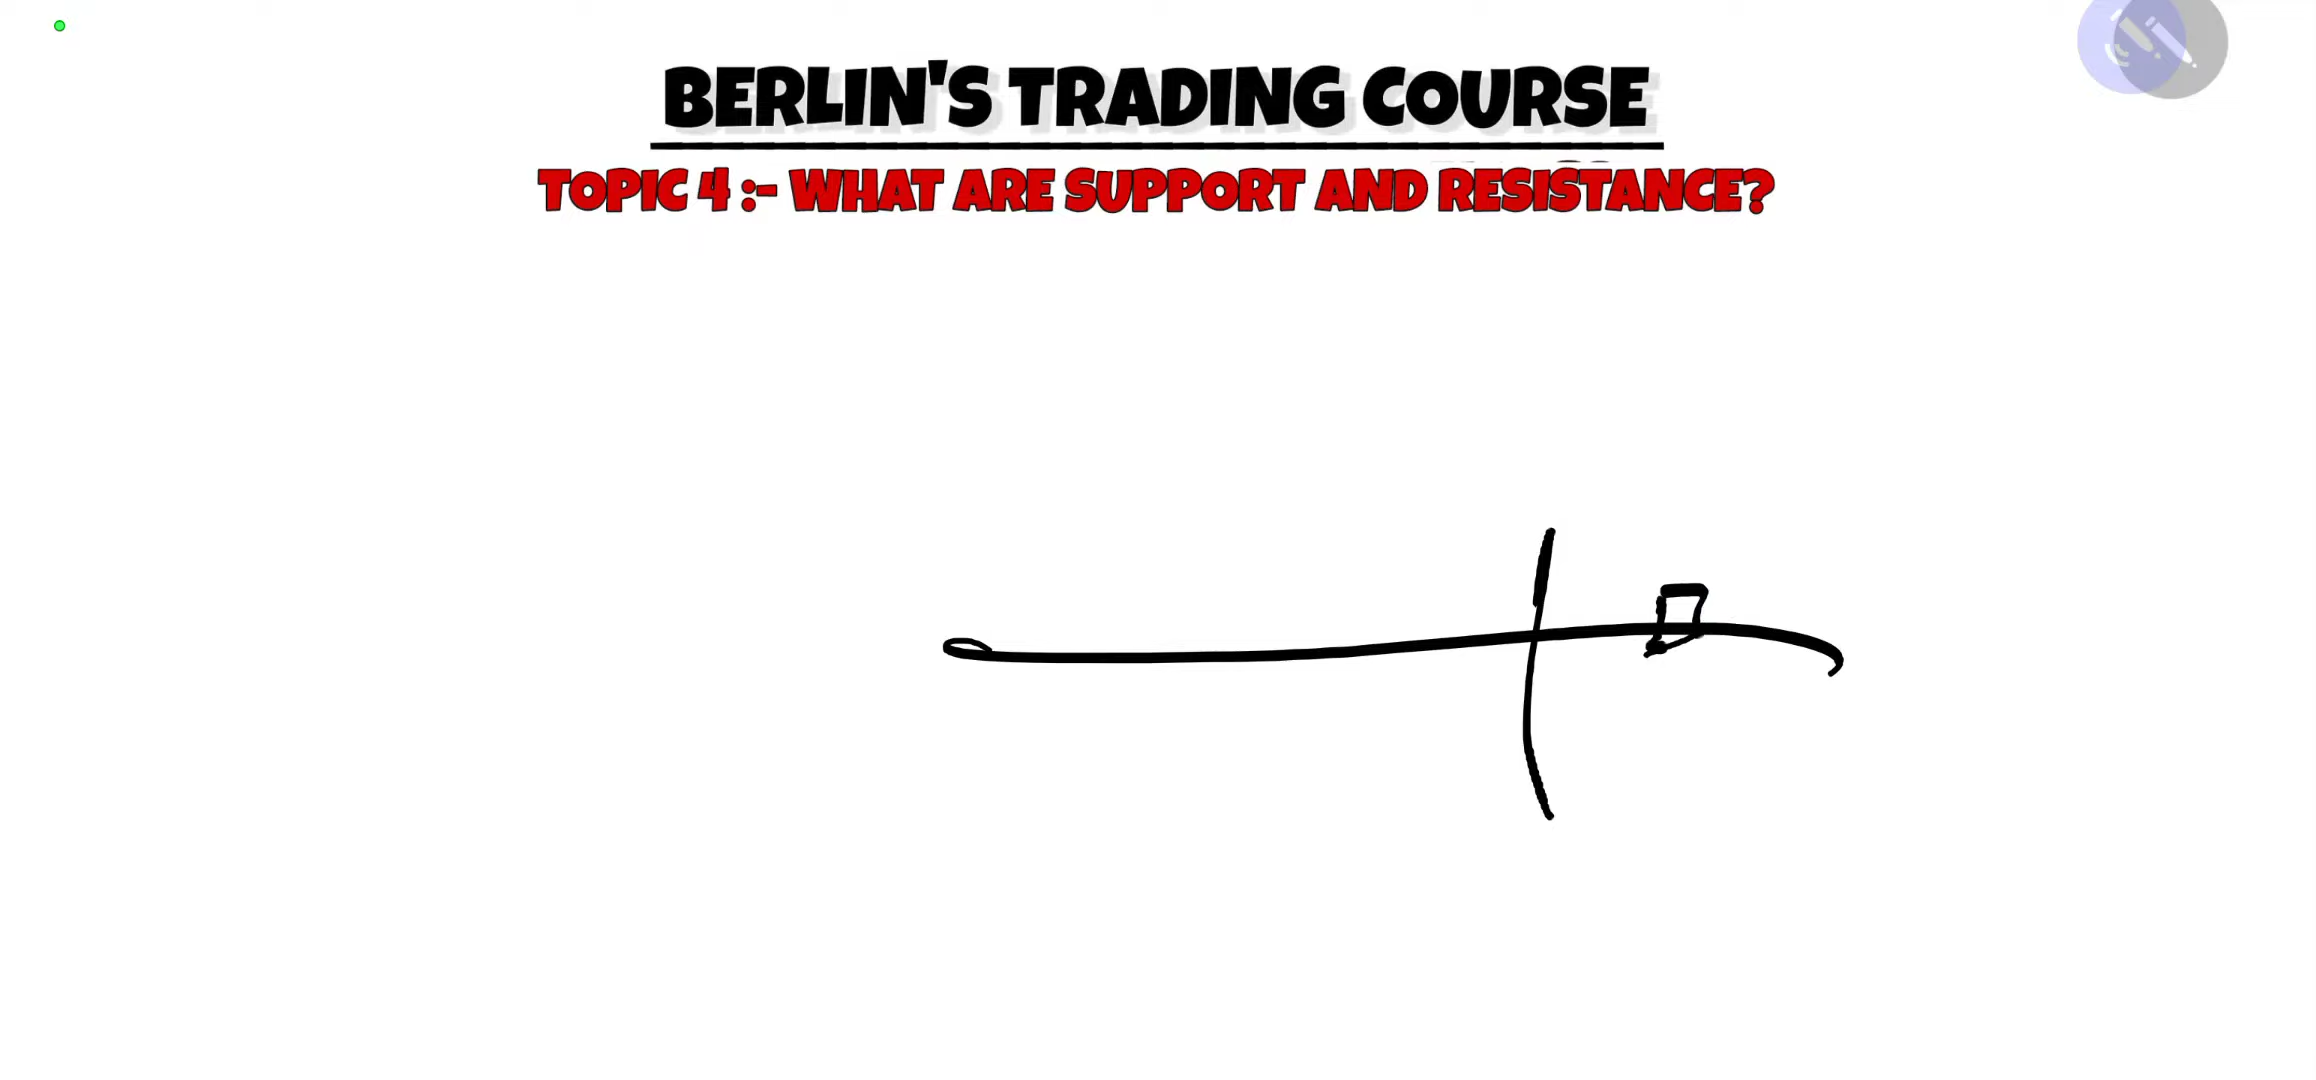 BERLIN'S TRADING COURSE
TOPIC 4 :- WHAT ARE SUPPORT AND RESISTANCE?